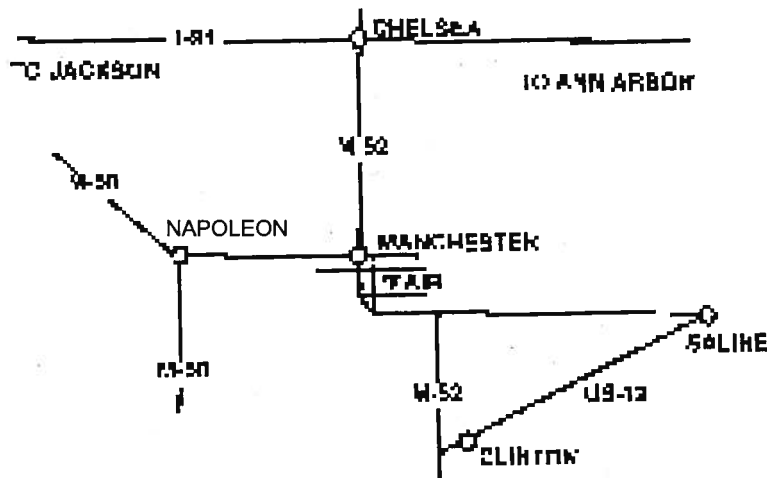 CHELSEA
I-94
TO JACKSON
TO ANN ARBOR
M-52
M-50
NAPOLEON
MANCHESTER
FAIR
SALINE
M-50
M-52
US-12
CLINTON